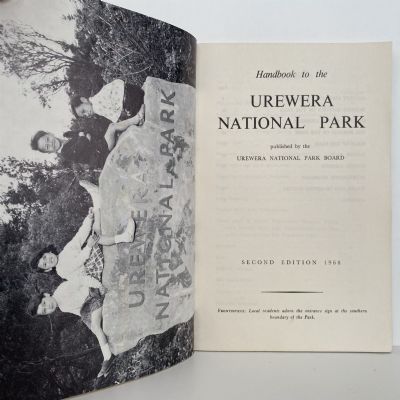 UREWERA
NATIONAL PARK
Handbook to the
UREWERA
NATIONAL PARK
published by the
UREWERA NATIONAL PARK BOARD
SECOND EDITION 1968
FRONTISPIECE: Local residents adorn the entrance sign at the southern
boundary of the Park.